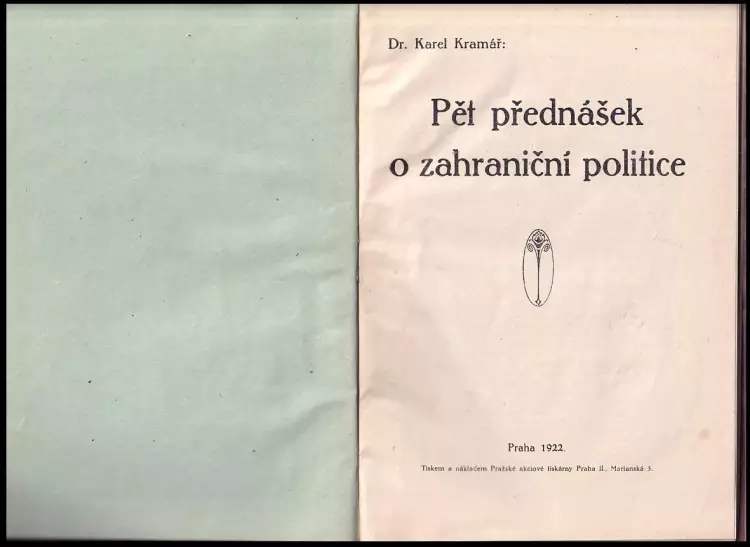 Dr. Karel Kramář:
Pět přednášek
o zahraniční politice
Praha 1922.
Tiskem a nákladem Pražské akciové tiskárny Praha II., Mariánská 3.